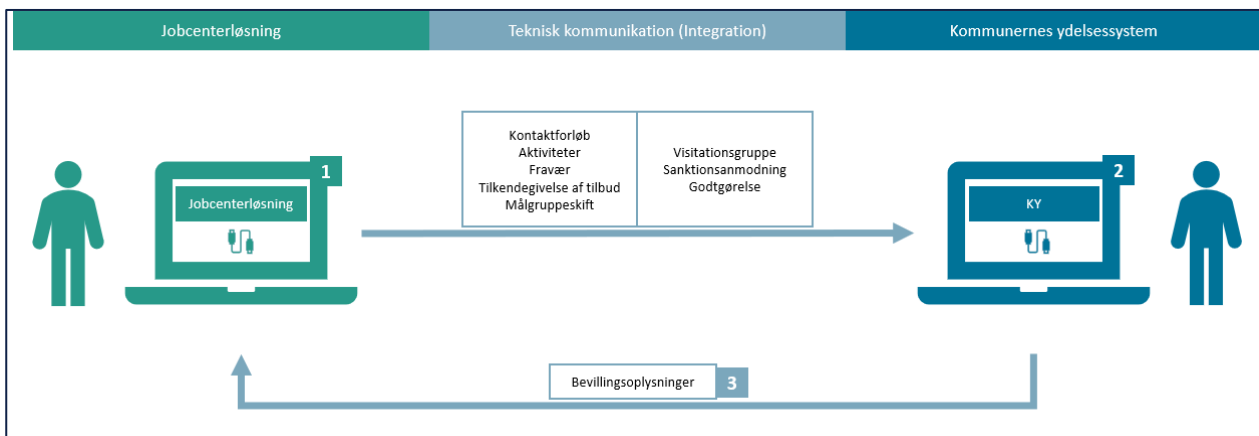 Jobcenterløsning
Teknisk kommunikation (Integration)
Kommunernes ydelsessystem
Kontaktforløb
Aktiviteter
Fravær
Tilkendegivelse af tilbud
Målgruppeskift
Visitationsgruppe
Sanktionsanmodning
Godtgørelse
1
Jobcenterløsning
2
KY
Bevillingsoplysninger
3